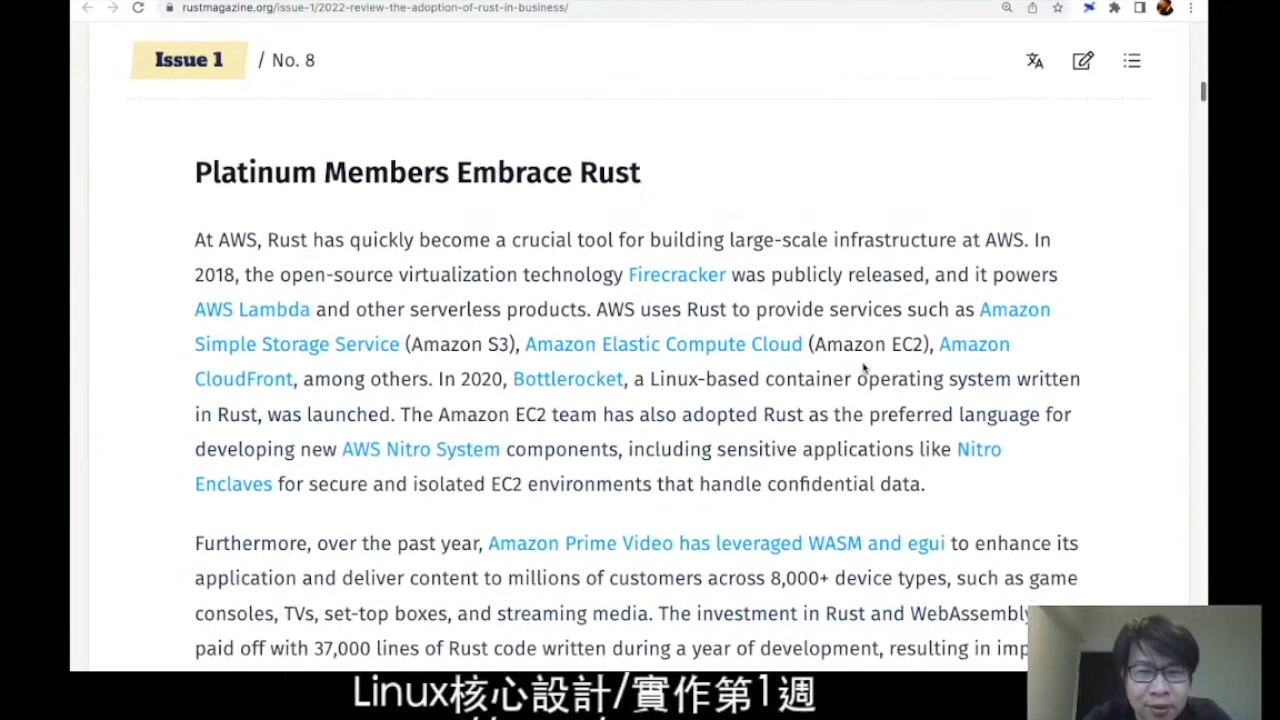 rustmagazine.org/issue-1/2022-review-the-adoption-of-rust-in-business/
Issue 1 / No. 8
Platinum Members Embrace Rust
At AWS, Rust has quickly become a crucial tool for building large-scale infrastructure at AWS. In
2018, the open-source virtualization technology Firecracker was publicly released, and it powers
AWS Lambda and other serverless products. AWS uses Rust to provide services such as Amazon
Simple Storage Service (Amazon S3), Amazon Elastic Compute Cloud (Amazon EC2), Amazon
CloudFront, among others. In 2020, Bottlerocket, a Linux-based container operating system written
in Rust, was launched. The Amazon EC2 team has also adopted Rust as the preferred language for
developing new AWS Nitro System components, including sensitive applications like Nitro
Enclaves for secure and isolated EC2 environments that handle confidential data.
Furthermore, over the past year, Amazon Prime Video has leveraged WASM and egui to enhance its
application and deliver content to millions of customers across 8,000+ device types, such as game
consoles, TVs, set-top boxes, and streaming media. The investment in Rust and WebAssembly
paid off with 37,000 lines of Rust code written during a year of development, resulting in
Linux核心設計/實作第1週